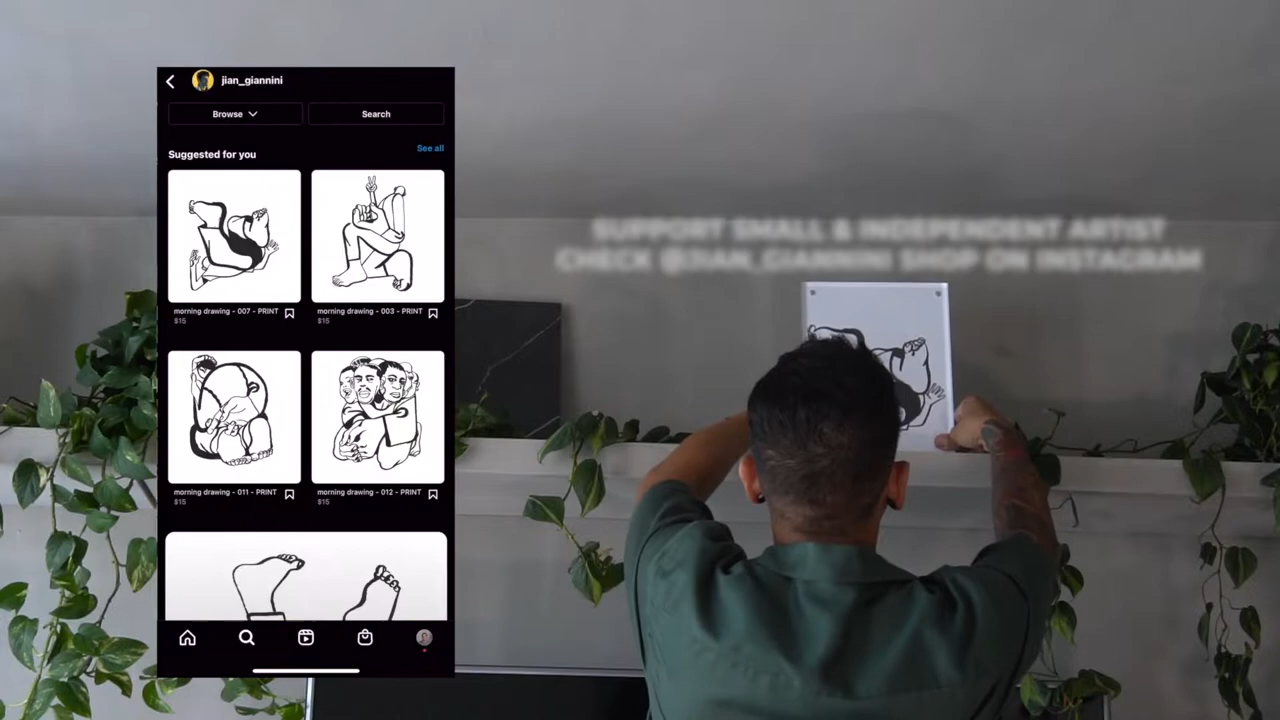 jian_giannini
Browse
Search
Suggested for you
See all
morning drawing - 007 - PRINT
$15
morning drawing - 003 - PRINT
$15
morning drawing - 011 - PRINT
$15
morning drawing - 012 - PRINT
$15
SUPPORT SMALL & INDEPENDENT ARTIST
CHECK @JIAN_GIANNINI SHOP ON INSTAGRAM